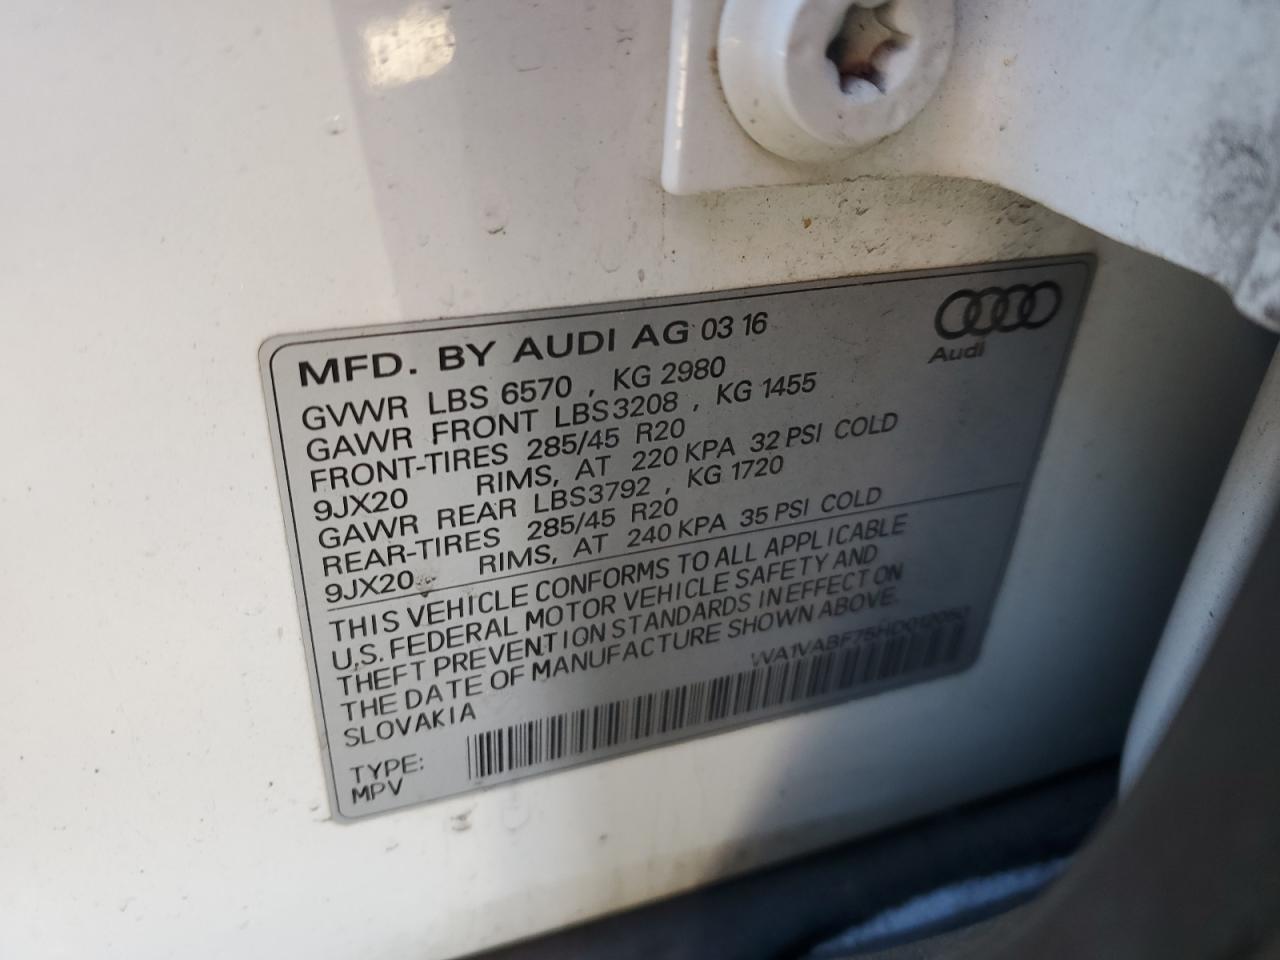 MFD. BY AUDI AG 03 16
Audi
GVWR LBS 6570 , KG 2980
GAWR FRONT LBS 3208 , KG 1455
FRONT-TIRES 285/45 R20
9JX20 RIMS, AT 220 KPA 32 PSI COLD
GAWR REAR LBS3792 , KG 1720
REAR-TIRES 285/45 R20
9JX20 RIMS, AT 240 KPA 35 PSI COLD
THIS VEHICLE CONFORMS TO ALL APPLICABLE
U.S. FEDERAL MOTOR VEHICLE SAFETY AND
THEFT PREVENTION STANDARDS IN EFFECT ON
THE DATE OF MANUFACTURE SHOWN ABOVE.
SLOVAKIA
TYPE:
MPV